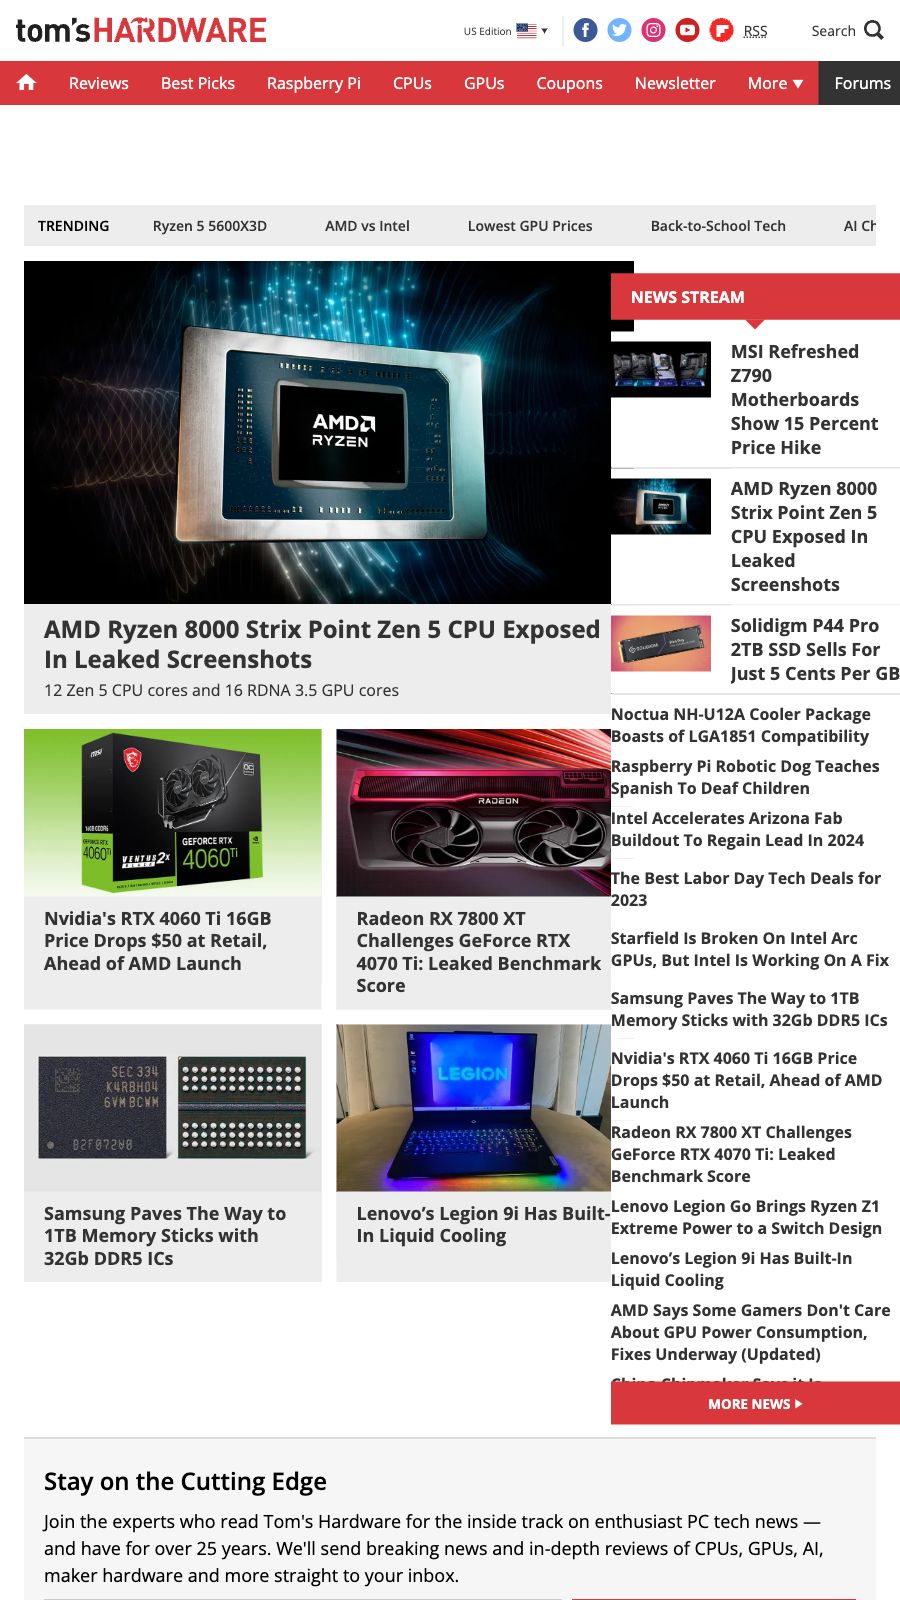 tom'sHARDWARE
US Edition
RSS
Search
Reviews
Best Picks
Raspberry Pi
CPUs
GPUs
Coupons
Newsletter
More
Forums
TRENDING
Ryzen 5 5600X3D
AMD vs Intel
Lowest GPU Prices
Back-to-School Tech
AI
AMD
RYZEN
AMD Ryzen 8000 Strix Point Zen 5 CPU Exposed
In Leaked Screenshots
12 Zen 5 CPU cores and 16 RDNA 3.5 GPU cores
msi
OC
16GB GDDR6
GEFORCE RTX
4060Ti
VENTUS 2X
BLACK
GEFORCE RTX
4060Ti
Nvidia's RTX 4060 Ti 16GB
Price Drops $50 at Retail,
Ahead of AMD Launch
RADEON
Radeon RX 7800 XT
Challenges GeForce RTX
4070 Ti: Leaked Benchmark
Score
SEC 334
K4RBH04
6VM BCWM
Samsung Paves The Way to
1TB Memory Sticks with
32Gb DDR5 ICs
LEGION
Lenovo’s Legion 9i Has Built-
In Liquid Cooling
NEWS STREAM
MSI Refreshed
Z790
Motherboards
Show 15 Percent
Price Hike
AMD Ryzen 8000
Strix Point Zen 5
CPU Exposed In
Leaked
Screenshots
SOLIDIGM
Solidigm P44 Pro
2TB SSD Sells For
Just 5 Cents Per GB
Noctua NH-U12A Cooler Package
Boasts of LGA1851 Compatibility
Raspberry Pi Robotic Dog Teaches
Spanish To Deaf Children
Intel Accelerates Arizona Fab
Buildout To Regain Lead In 2024
The Best Labor Day Tech Deals for
2023
Starfield Is Broken On Intel Arc
GPUs, But Intel Is Working On A Fix
Samsung Paves The Way to 1TB
Memory Sticks with 32Gb DDR5 ICs
Nvidia's RTX 4060 Ti 16GB Price
Drops $50 at Retail, Ahead of AMD
Launch
Radeon RX 7800 XT Challenges
GeForce RTX 4070 Ti: Leaked
Benchmark Score
Lenovo Legion Go Brings Ryzen Z1
Extreme Power to a Switch Design
Lenovo’s Legion 9i Has Built-In
Liquid Cooling
AMD Says Some Gamers Don't Care
About GPU Power Consumption,
Fixes Underway (Updated)
MORE NEWS
Stay on the Cutting Edge
Join the experts who read Tom's Hardware for the inside track on enthusiast PC tech news —
and have for over 25 years. We'll send breaking news and in-depth reviews of CPUs, GPUs, AI,
maker hardware and more straight to your inbox.